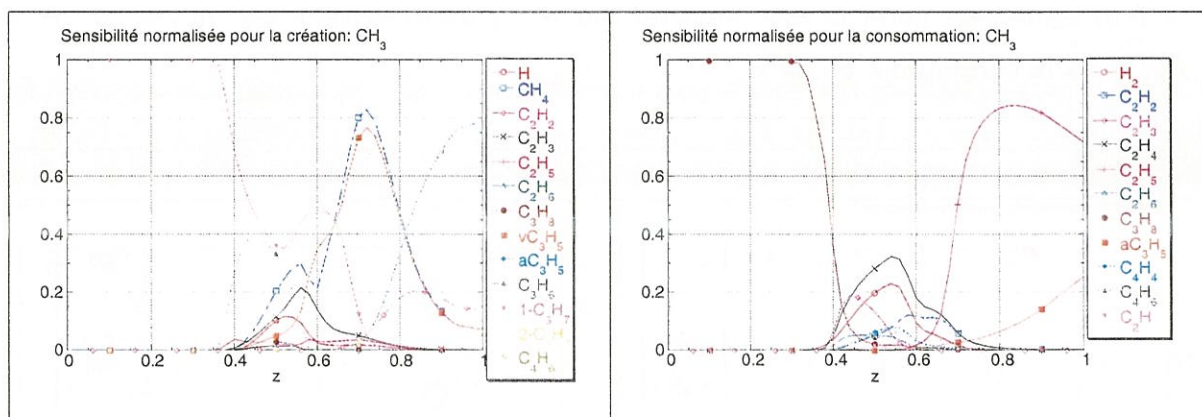 Sensibilité normalisée pour la création: CH3
1
0.8
0.6
0.4
0.2
0
0 0.2 0.4 0.6 0.8 1
z
H
CH4
C2H2
C2H3
C2H5
C2H6
C3H8
vC3H5
aC3H5
C3H6
Sensibilité normalisée pour la consommation: CH3
1
0.8
0.6
0.4
0.2
0
0 0.2 0.4 0.6 0.8 1
z
H2
C2H2
C2H3
C2H4
C2H5
C2H6
C3H8
aC3H5
C4H4
C4H6
C2H